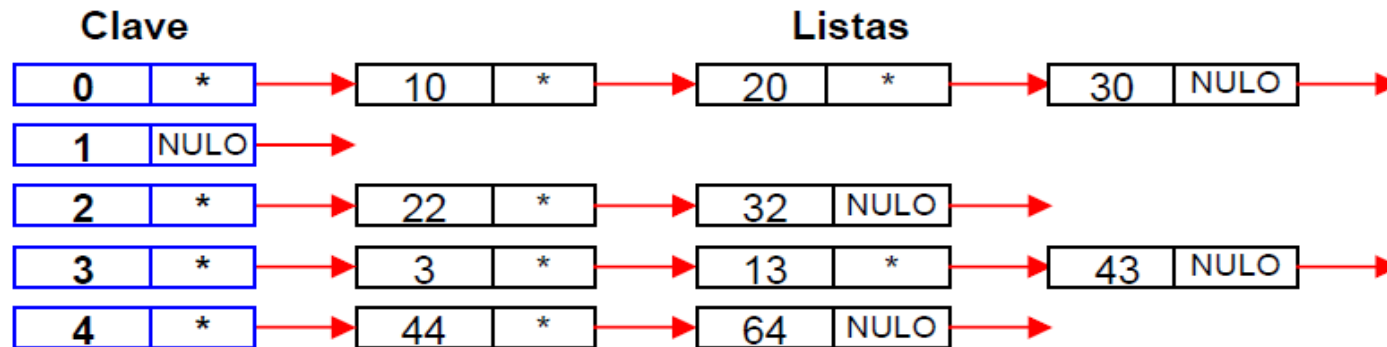 Clave Listas
0 * 10 * 20 * 30 NULO
1 NULO
2 * 22 * 32 NULO
3 * 3 * 13 * 43 NULO
4 * 44 * 64 NULO